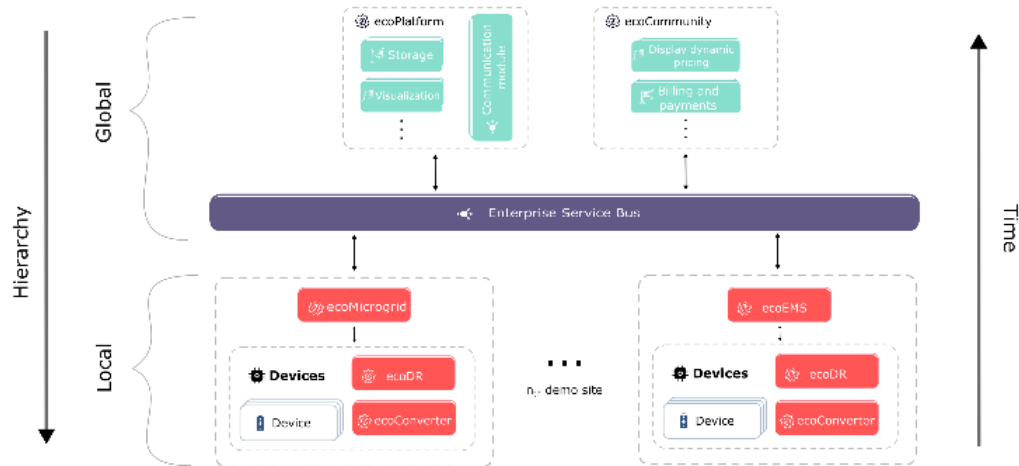 ecoPlatform
Storage
Visualization
Communication
module
ecoCommunity
Display dynamic
pricing
Billing and
payments
Global
Hierarchy
Time
Enterprise Service Bus
Local
ecoMicrogrid
Devices
ecoDR
Device
ecoConverter
demo site
ecoEMS
Devices
ecoDR
Device
ecoConverter